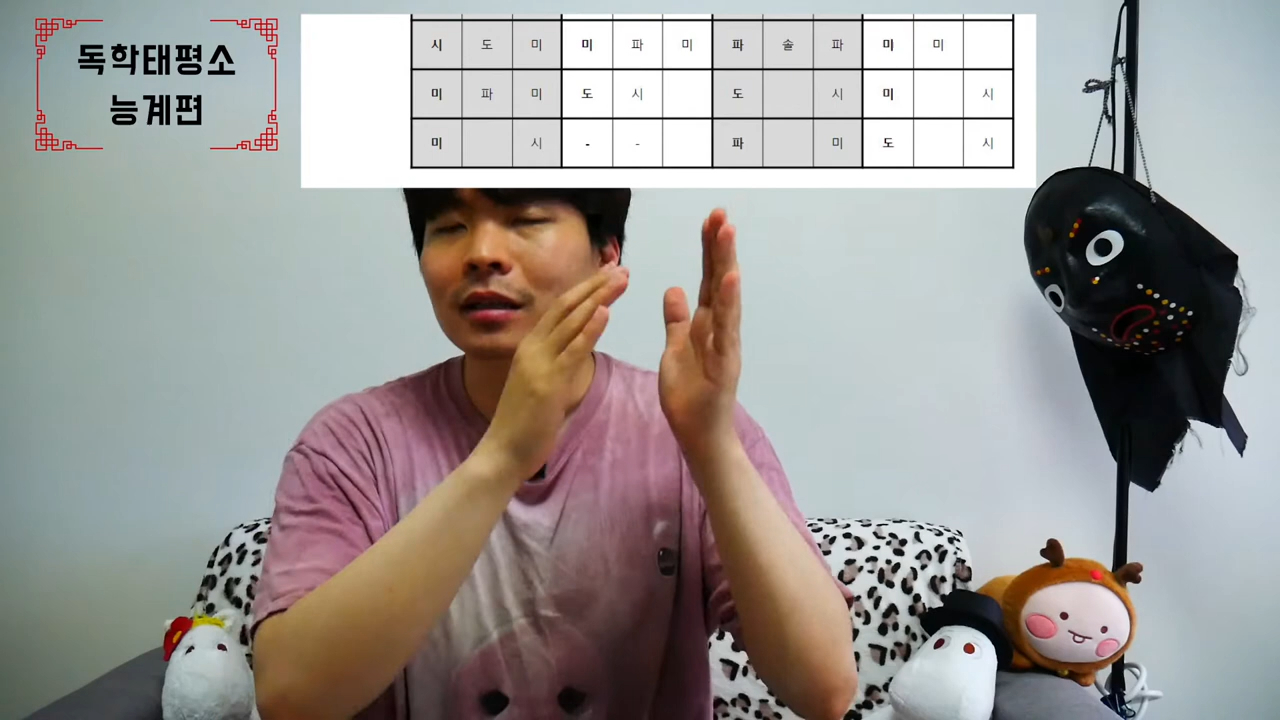 독학태평소
능계편
시 도 미 미 파 미 파 솔 파 미 미
미 파 미 도 시 도 시 미 시
미 시 - - 파 미 도 시